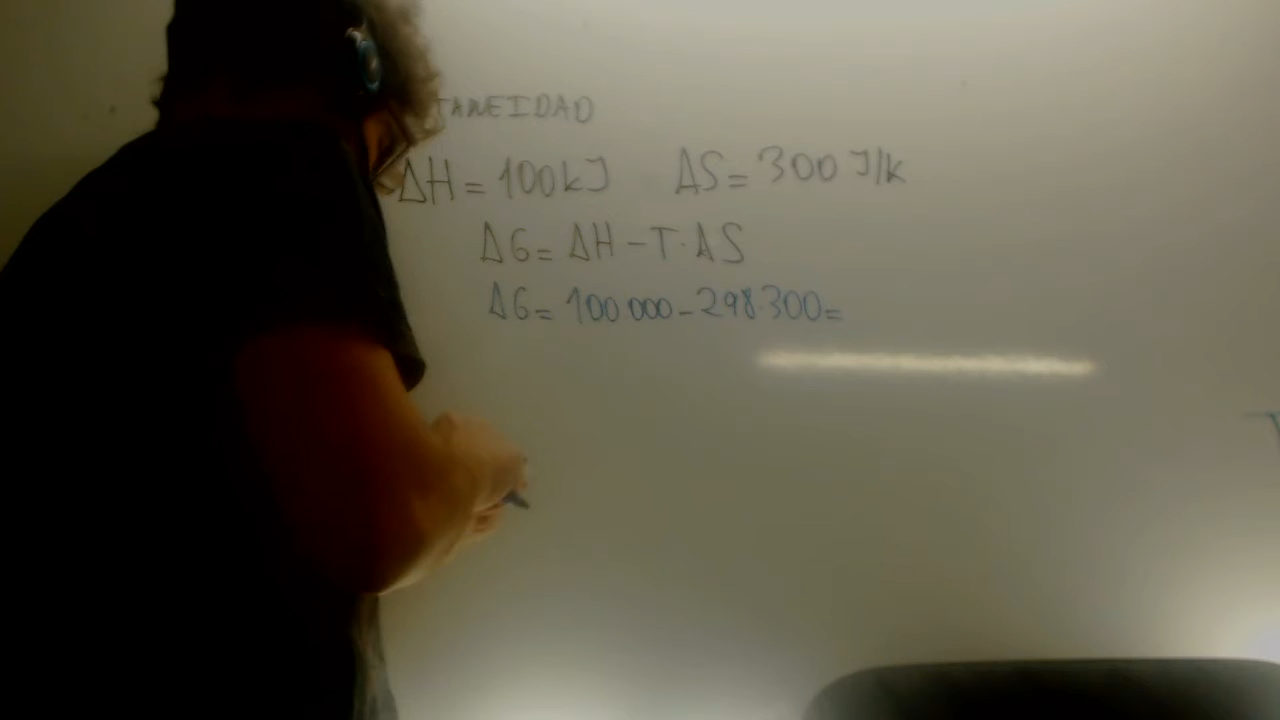 TANEIDAD
ΔH = 100kJ ΔS = 300 J/k
ΔG = ΔH - T·ΔS
ΔG = 100 000 - 298·300 =